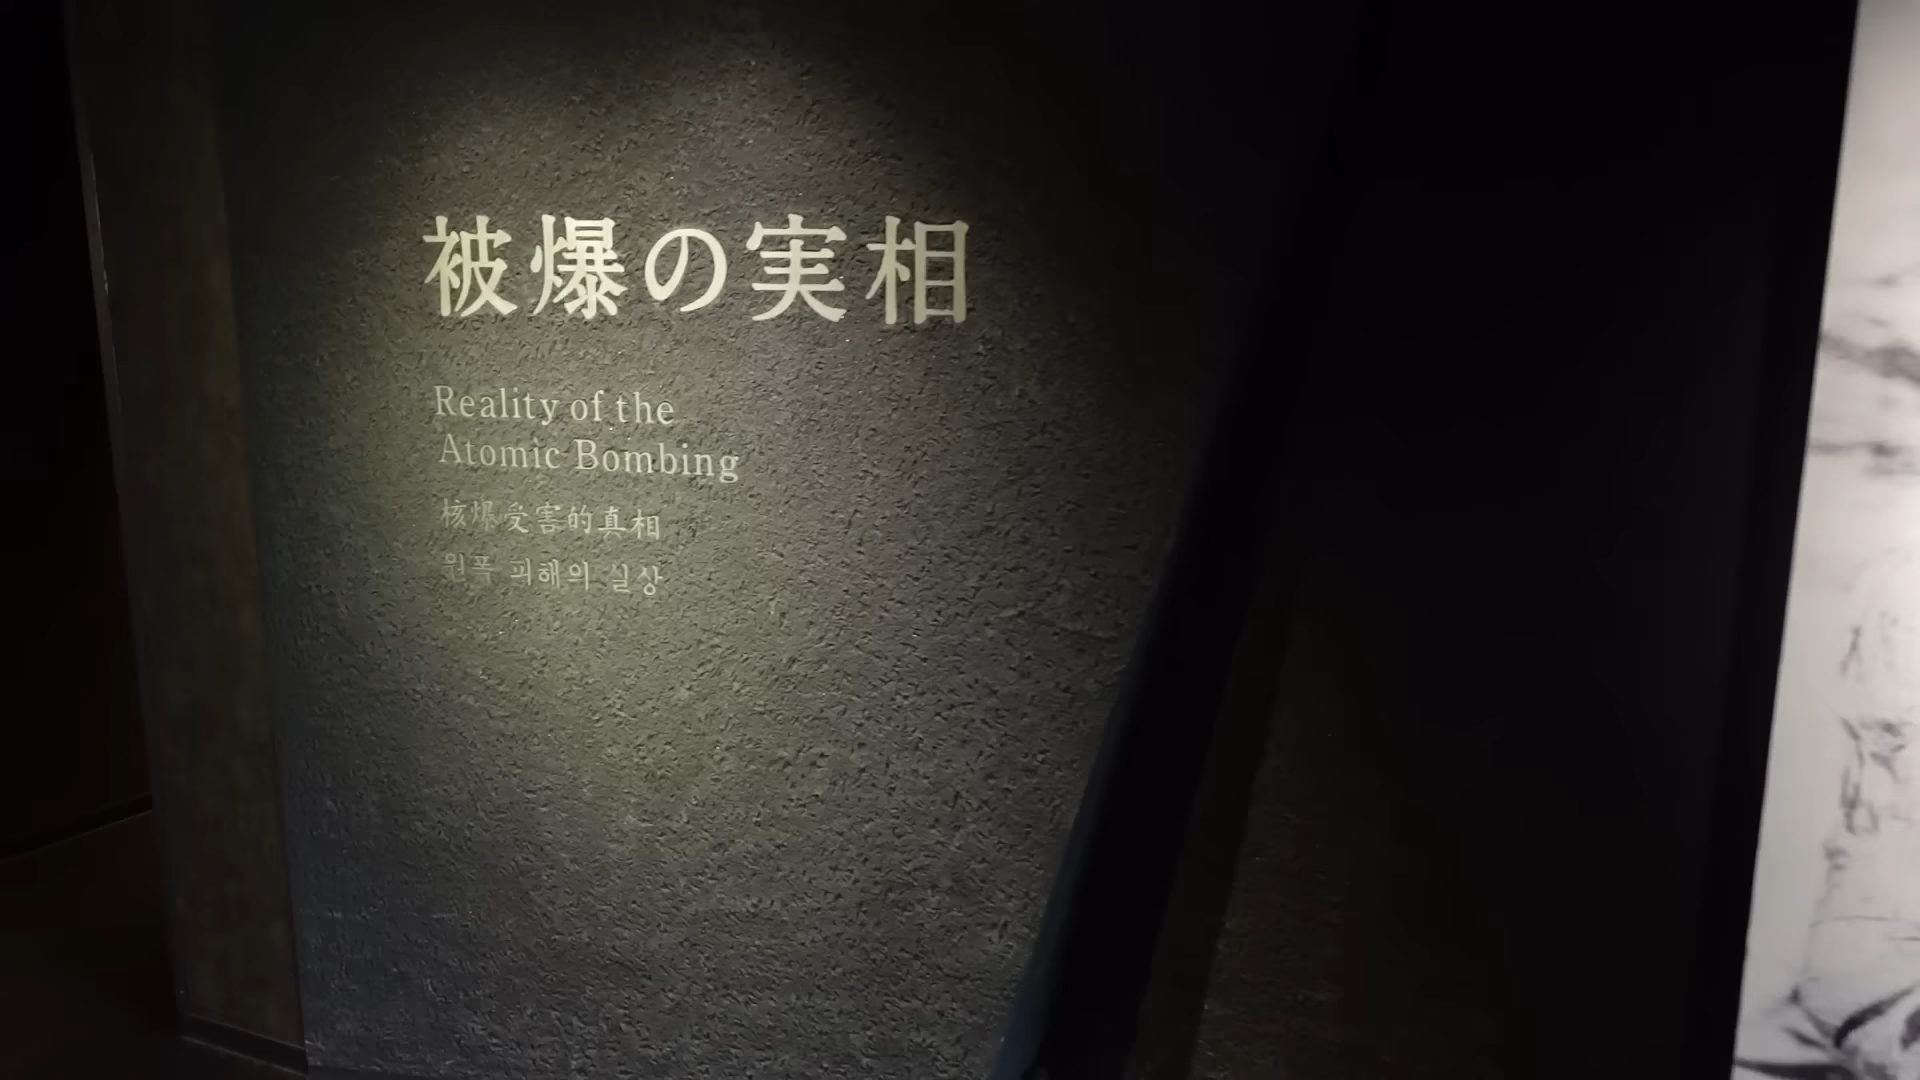 被爆の実相
Reality of the
Atomic Bombing
核爆受害的真相
원폭 피해의 실상